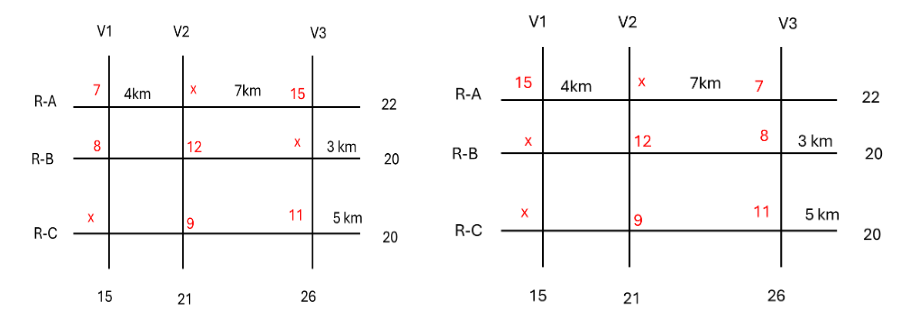 V1 V2 V3
7 4km x 7km 15
R-A 22
8 12 x 3 km
R-B 20
x 9 11 5 km
R-C 20
15 21 26
V1 V2 V3
15 4km x 7km 7
R-A 22
x 12 8 3 km
R-B 20
x 9 11 5 km
R-C 20
15 21 26